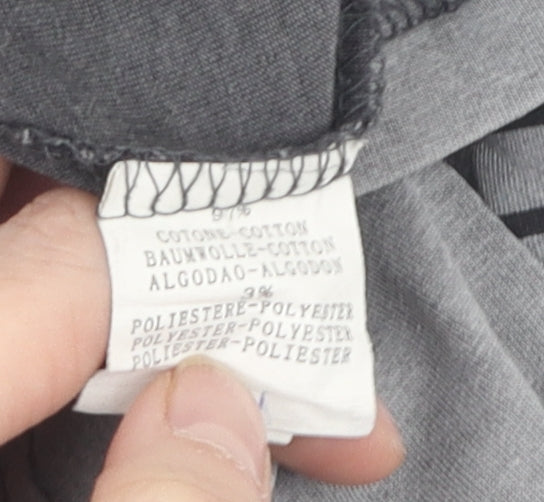 97%
COTONE-COTTON
BAUMWOLLE-COTTON
ALGODAO-ALGODON
3%
POLIESTERE-POLYESTER
POLYESTER-POLYESTER
POLIESTER-POLIESTER